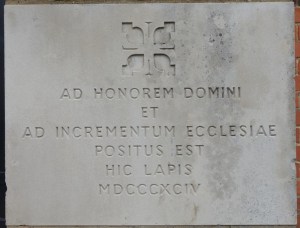 AD HONOREM DOMINI
ET
AD INCREMENTUM ECCLESIAE
POSITUS EST
HIC LAPIS
MDCCCXCIV